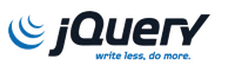 jQuery
write less, do more.